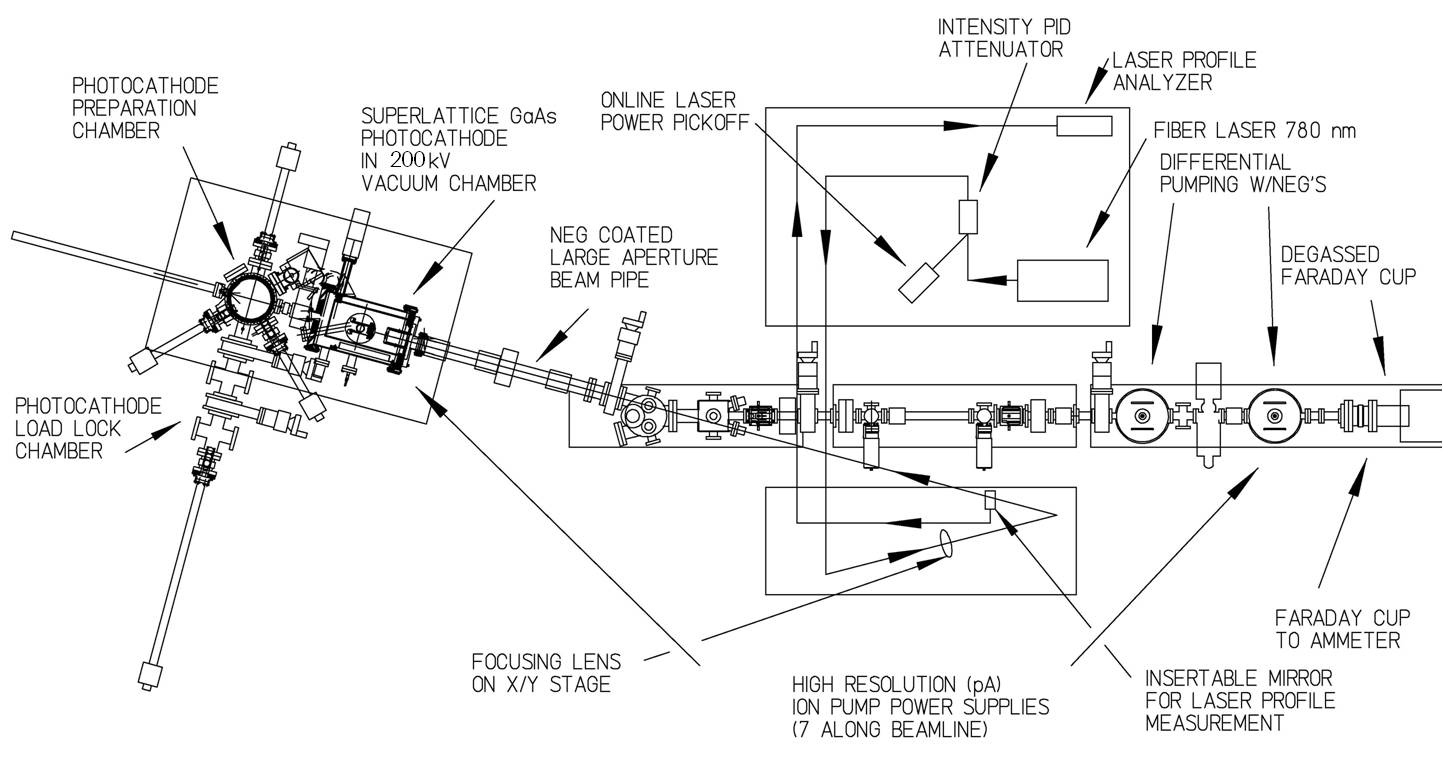 INTENSITY PID
ATTENUATOR
LASER PROFILE
ANALYZER
PHOTOCATHODE
PREPARATION
CHAMBER
SUPERLATTICE GaAs
PHOTOCATHODE
IN 200kV
VACUUM CHAMBER
ONLINE LASER
POWER PICKOFF
FIBER LASER 780 nm
DIFFERENTIAL
PUMPING W/NEG'S
NEG COATED
LARGE APERTURE
BEAM PIPE
DEGASSED
FARADAY CUP
PHOTOCATHODE
LOAD LOCK
CHAMBER
FOCUSING LENS
ON X/Y STAGE
HIGH RESOLUTION (pA)
ION PUMP POWER SUPPLIES
(7 ALONG BEAMLINE)
INSERTABLE MIRROR
FOR LASER PROFILE
MEASUREMENT
FARADAY CUP
TO AMMETER